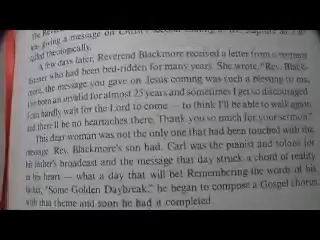 the Reverend
er- giving a message on Christ's second
called theologically.
A few days later, Reverend Blackmore received a letter from a
listener who had been bed-ridden for many years. She wrote, "Rev. Black-
more, the message you gave on Jesus coming was such a blessing to me,
I've been an invalid for almost 25 years and sometimes I get so discouraged
I can hardly wait for the Lord to come — to think I'll be able to walk again
and there'll be no heartaches there. Thank you so much for your sermon."
This dear woman was not the only one that had been touched with the
message. Rev. Blackmore's son had. Carl was the pianist and soloist for
his father's broadcast and the message that day struck a chord of reality
in his heart — what a day that will be! Remembering the words of his
father, "Some Golden Daybreak," he began to compose a Gospel chorus
with that theme and soon he had it completed.